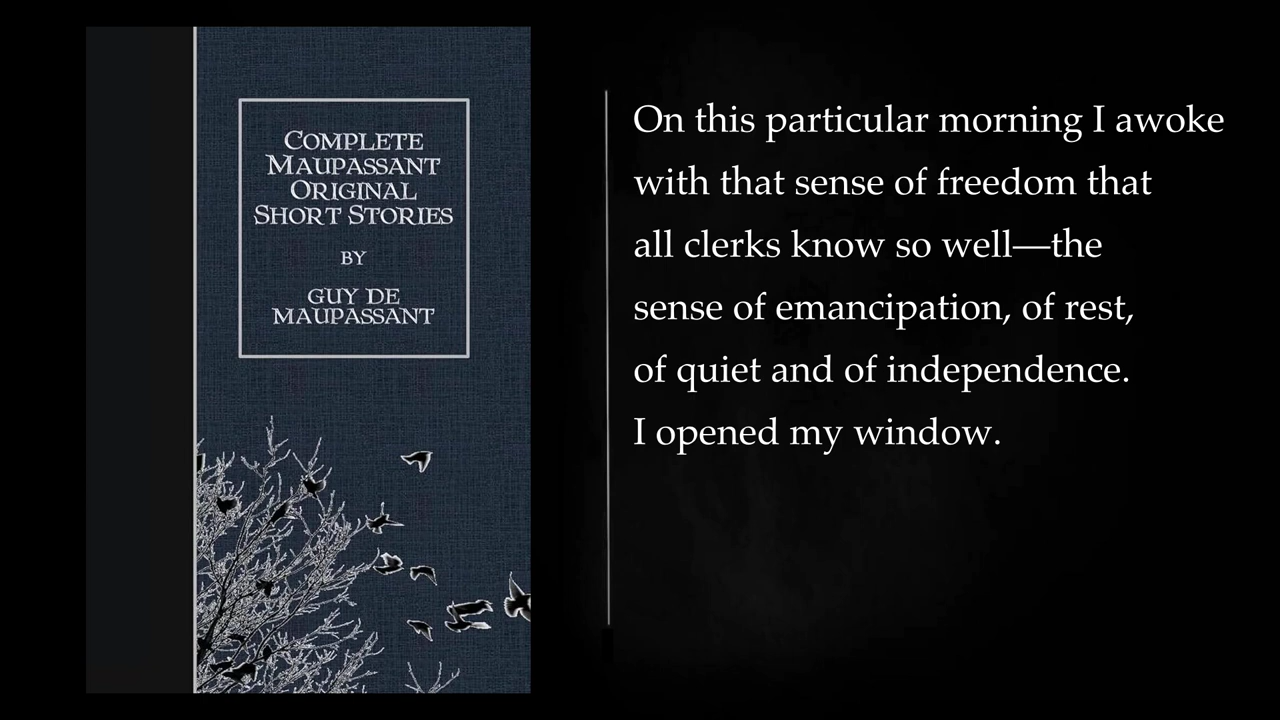 COMPLETE
MAUPASSANT
ORIGINAL
SHORT STORIES
BY
GUY DE
MAUPASSANT
On this particular morning I awoke
with that sense of freedom that
all clerks know so well—the
sense of emancipation, of rest,
of quiet and of independence.
I opened my window.